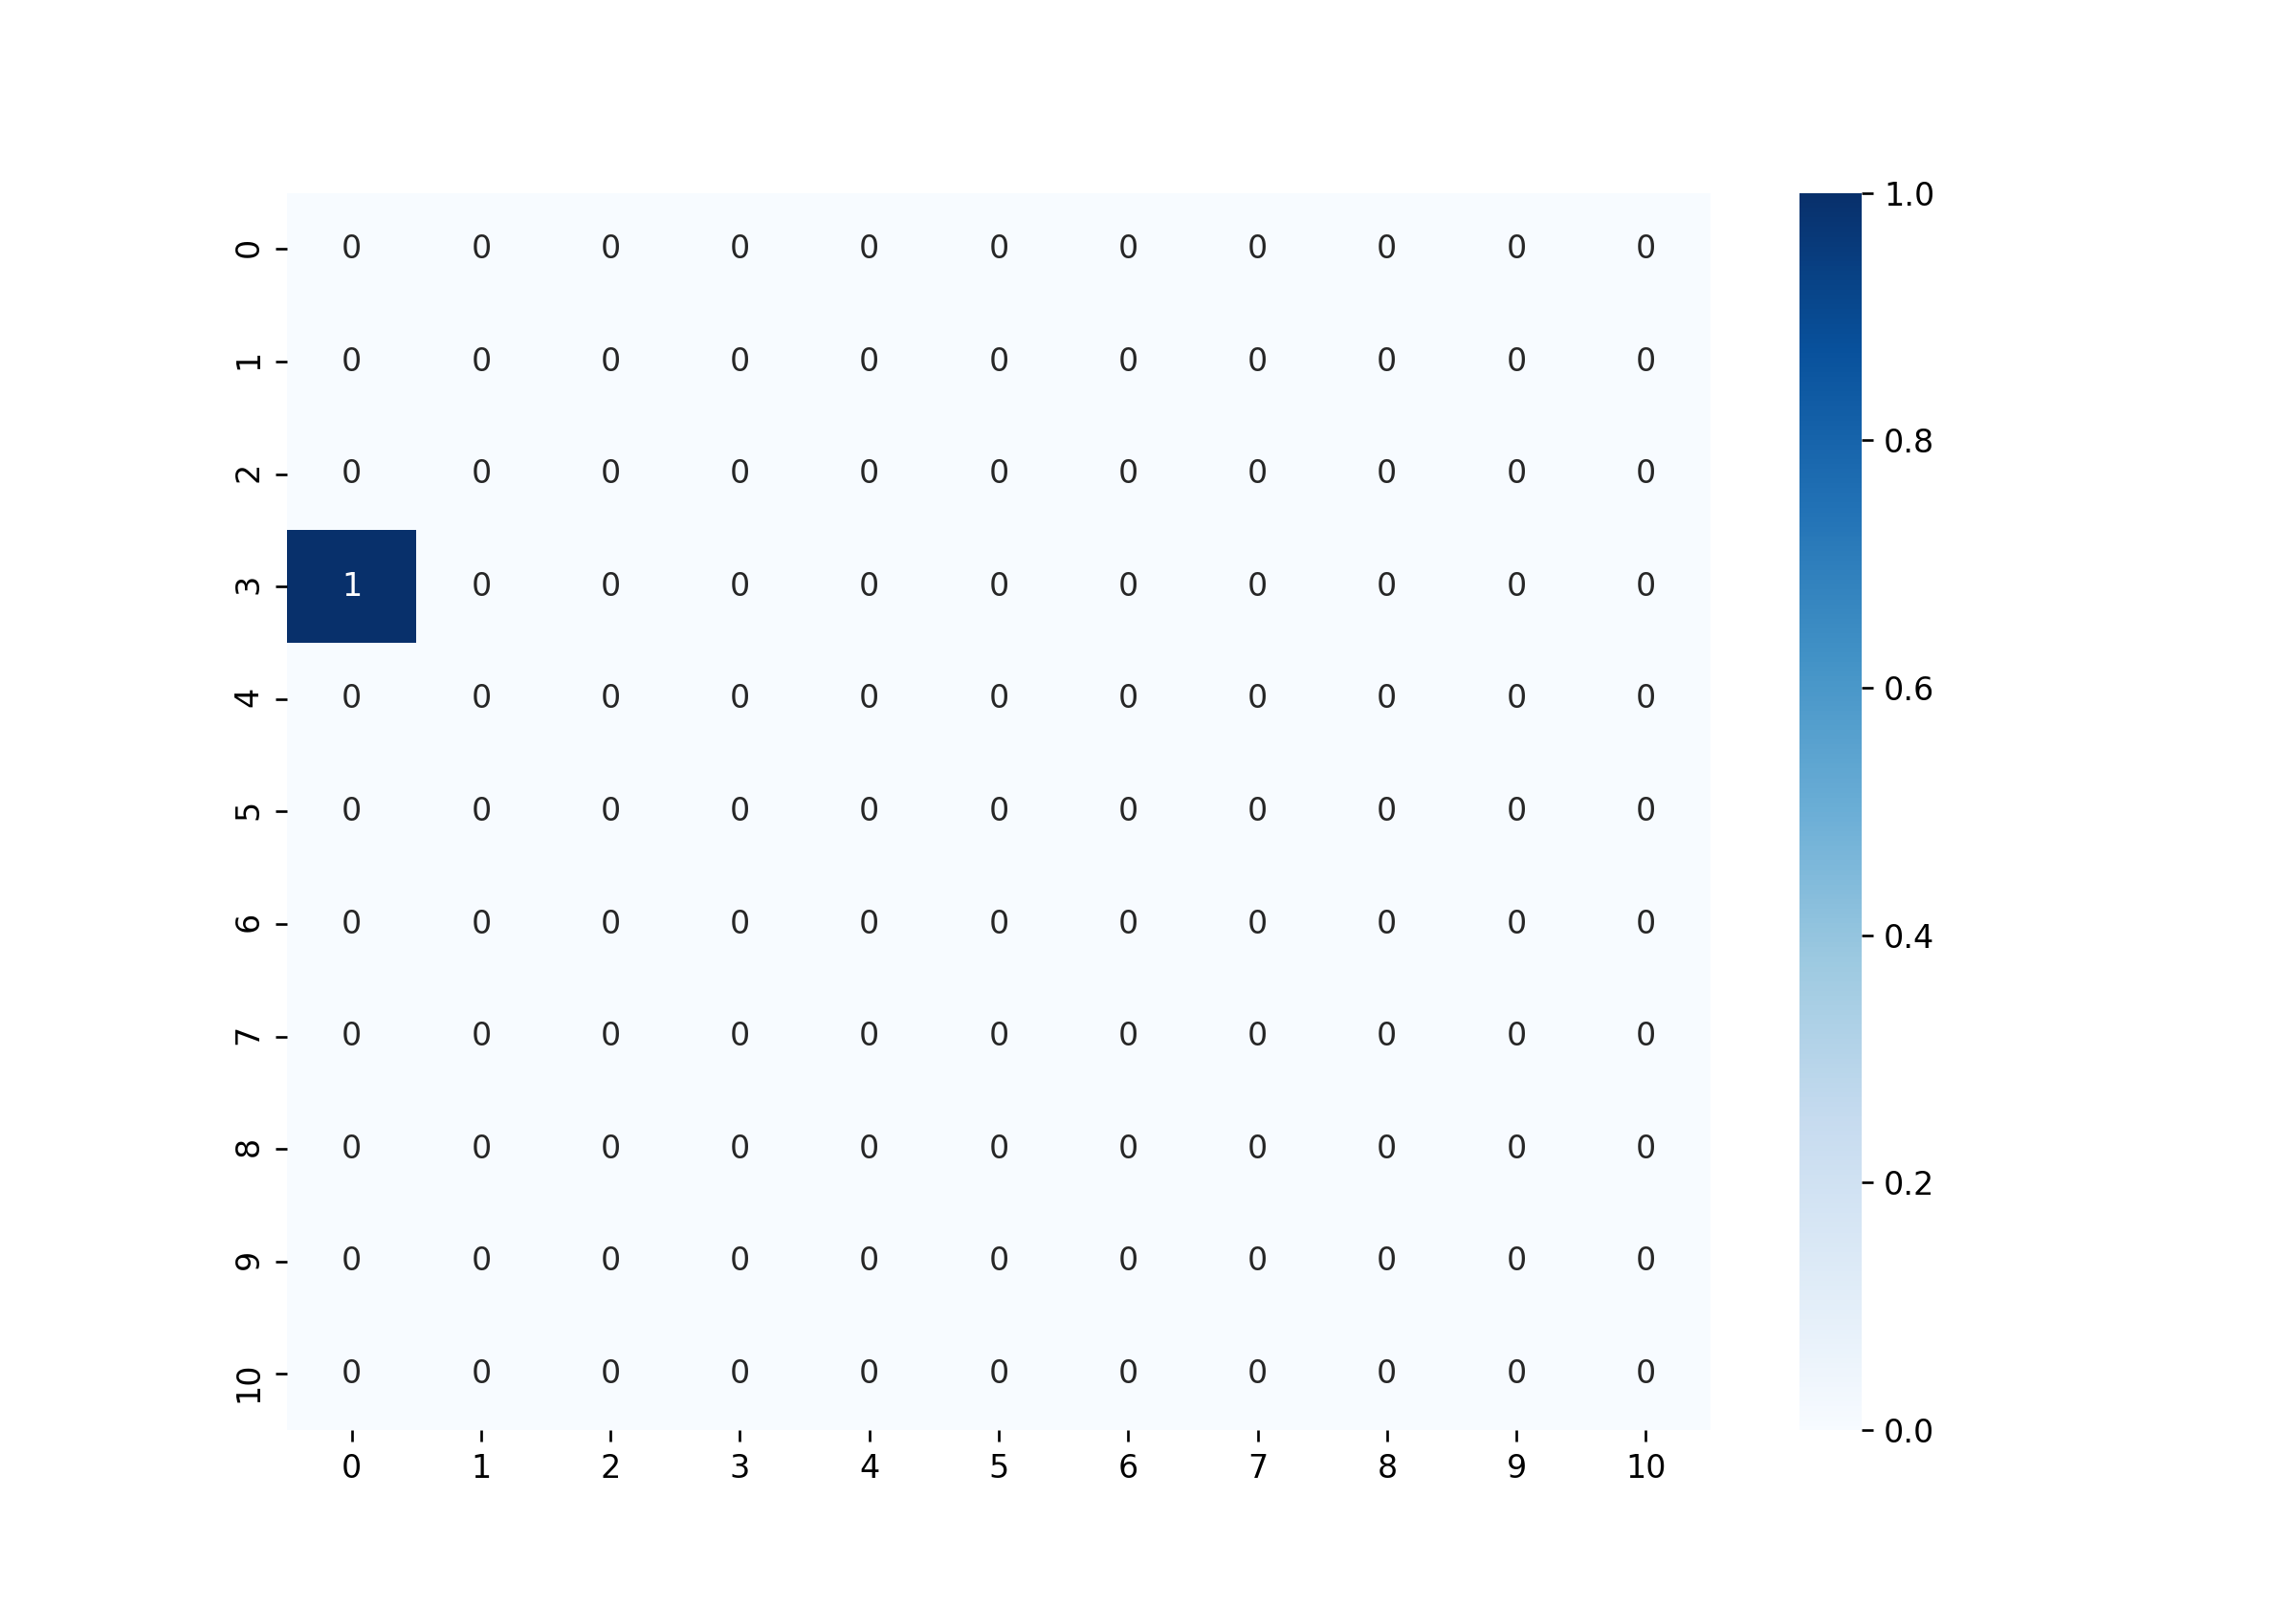 0 0 0 0 0 0 0 0 0 0 0 0
1 0 0 0 0 0 0 0 0 0 0 0
2 0 0 0 0 0 0 0 0 0 0 0
3 1 0 0 0 0 0 0 0 0 0 0
4 0 0 0 0 0 0 0 0 0 0 0
5 0 0 0 0 0 0 0 0 0 0 0
6 0 0 0 0 0 0 0 0 0 0 0
7 0 0 0 0 0 0 0 0 0 0 0
8 0 0 0 0 0 0 0 0 0 0 0
9 0 0 0 0 0 0 0 0 0 0 0
10 0 0 0 0 0 0 0 0 0 0 0
0 1 2 3 4 5 6 7 8 9 10
1.0
0.8
0.6
0.4
0.2
0.0